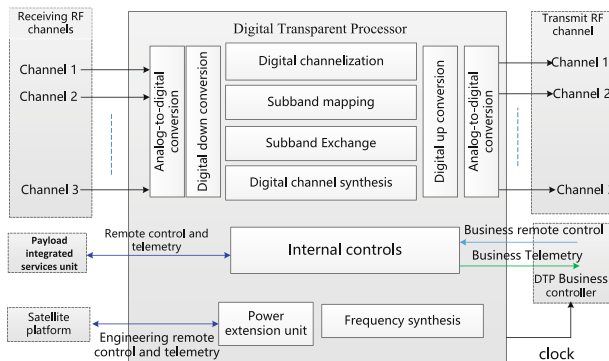 Receiving RF
channels
Digital Transparent Processor
Transmit RF
channel
Channel 1
Channel 2
Channel 3
Analog-to-digital
conversion
Digital down conversion
Digital channelization
Subband mapping
Subband Exchange
Digital channel synthesis
Digital up conversion
Analog-to-digital
conversion
Channel 1
Channel 2
Channel
Payload
integrated
services unit
Remote control and
telemetry
Internal controls
Business remote control
Business Telemetry
DTP Business
controller
Satellite
platform
Engineering remote
control and telemetry
Power
extension unit
Frequency synthesis
clock